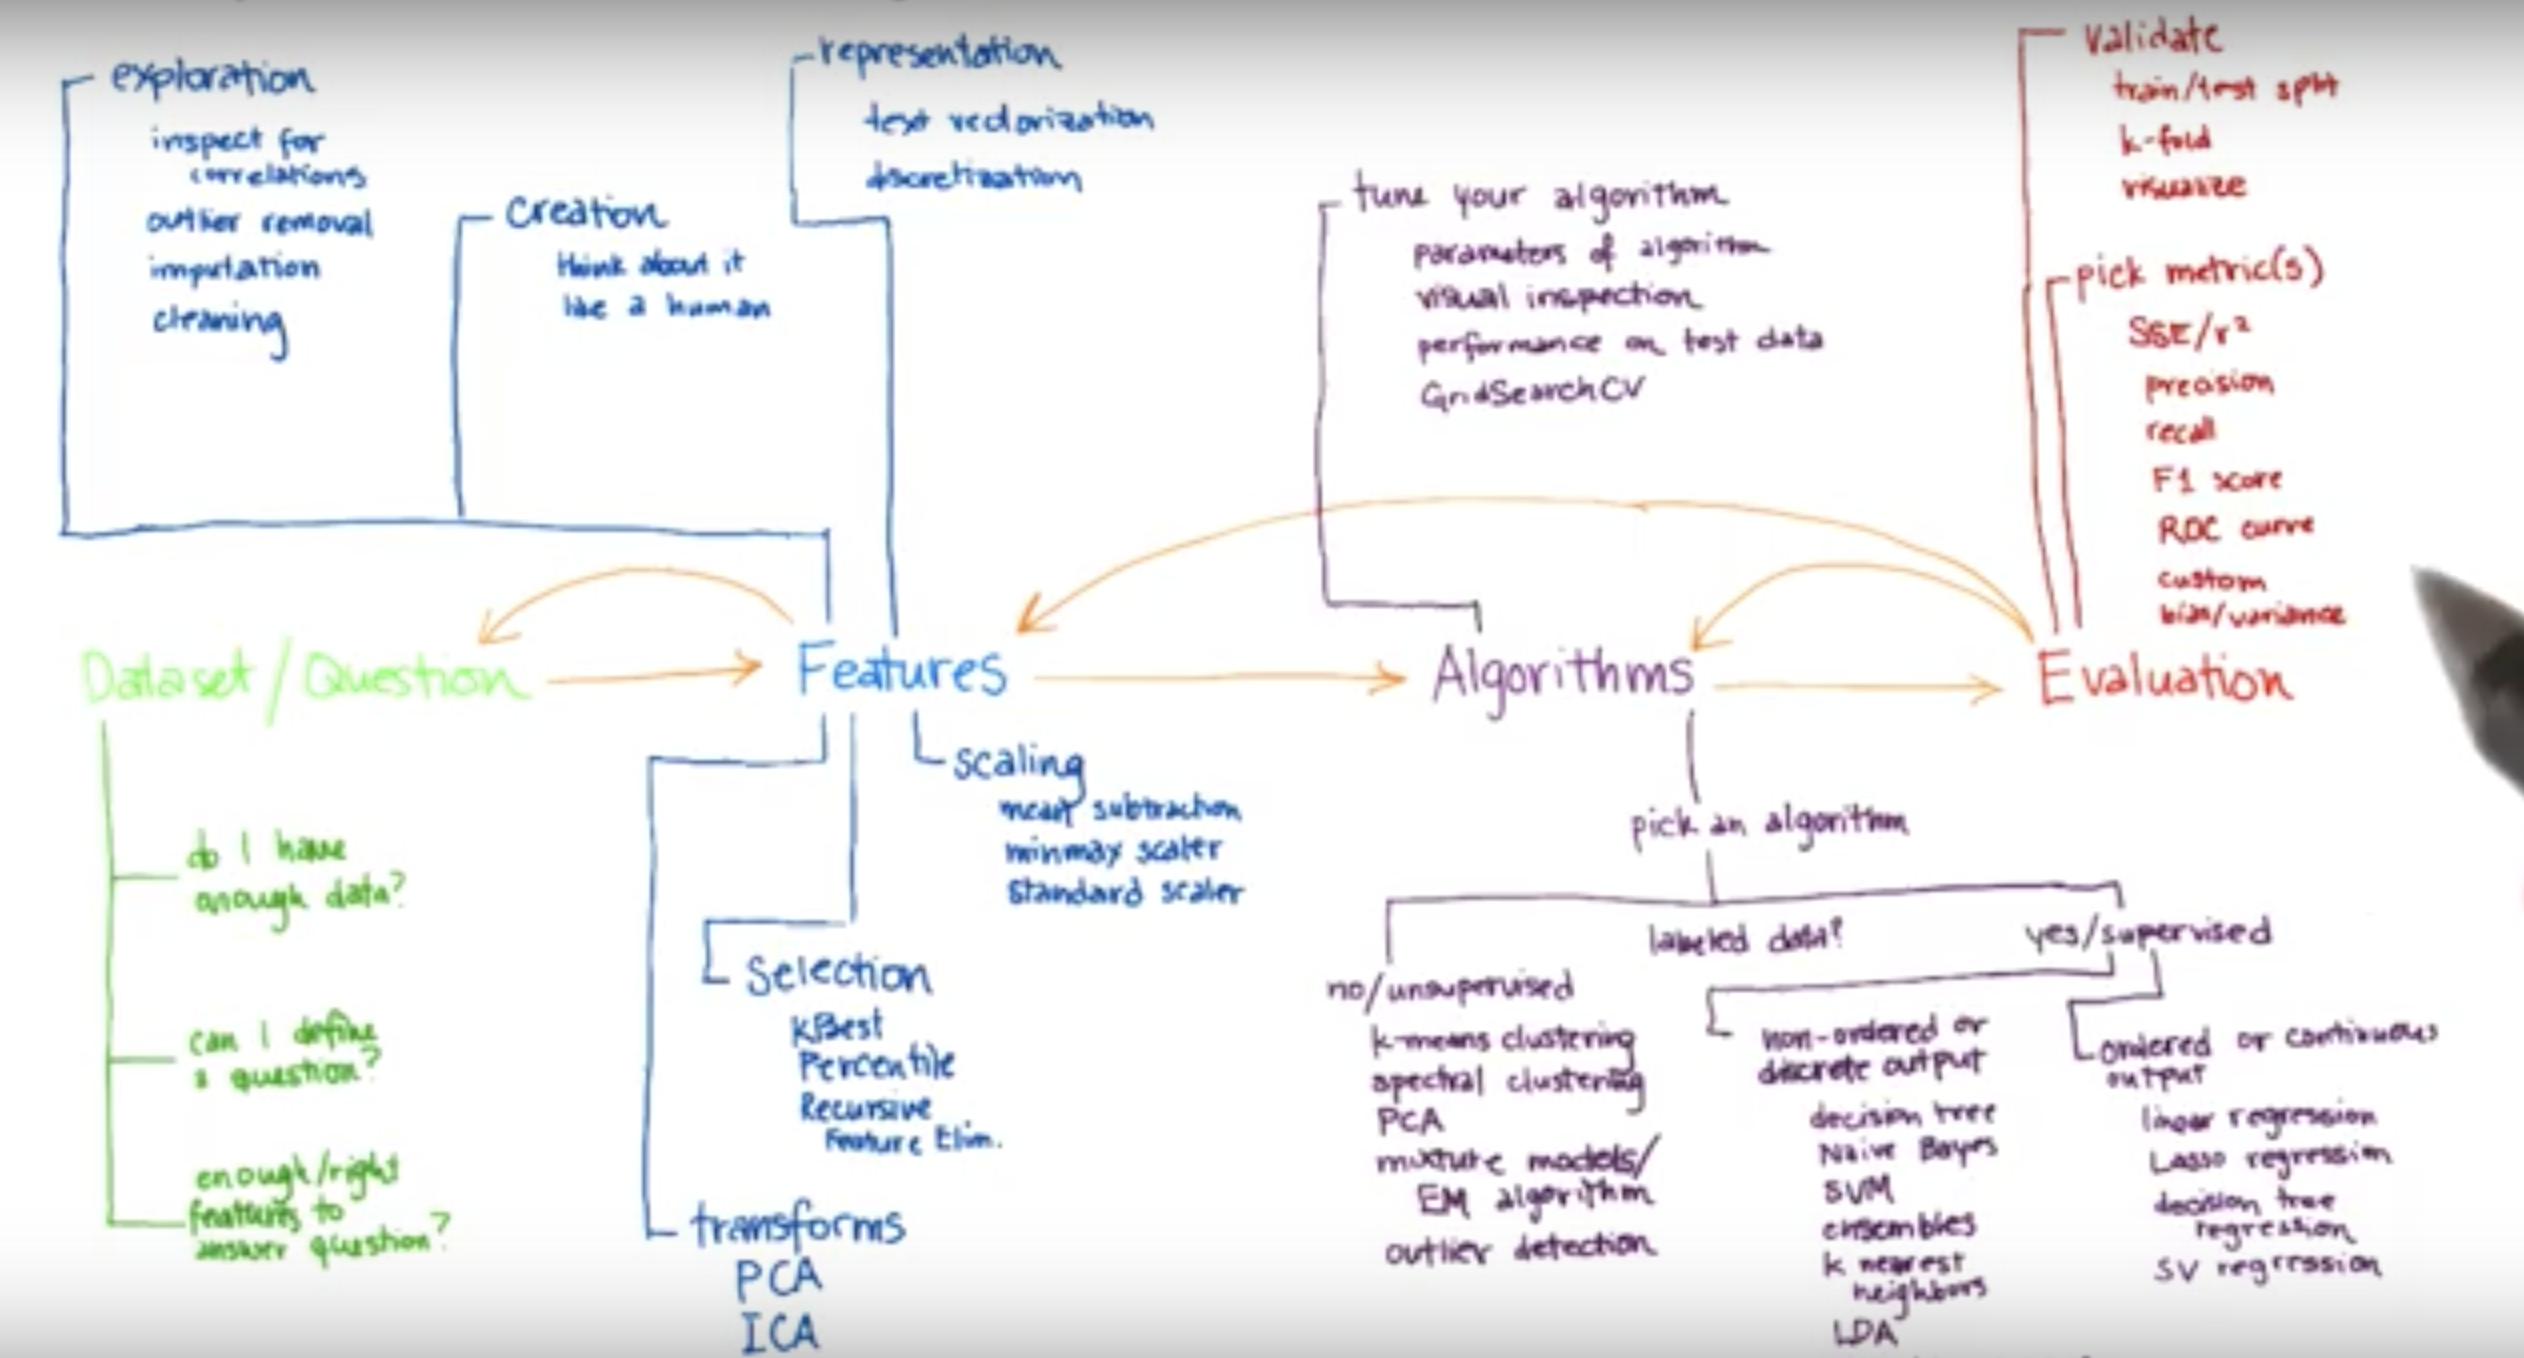 exploration
inspect for
correlations
outlier removal
imputation
cleaning
creation
think about it
like a human
representation
text vectorization
discretization
tune your algorithm
parameters of algorithm
visual inspection
performance on test data
GridSearchCV
validate
train/test split
k-fold
visualize
pick metric(s)
SSE/r²
precision
recall
F1 score
ROC curve
custom
bias/variance
Dataset/Question
Features
Algorithms
Evaluation
do I have
enough data?
can I define
a question?
enough/right
features to
answer question?
scaling
mean subtraction
minmax scaler
standard scaler
Selection
KBest
Percentile
Recursive
Feature Elim.
transforms
PCA
ICA
pick an algorithm
labeled data?
no/unsupervised
k-means clustering
spectral clustering
PCA
mixture models/
EM algorithm
outlier detection
yes/supervised
non-ordered or
discrete output
decision tree
Naive Bayes
SVM
ensembles
k nearest
neighbors
LDA
ordered or continuous
output
linear regression
Lasso regression
decision tree
regression
SV regression